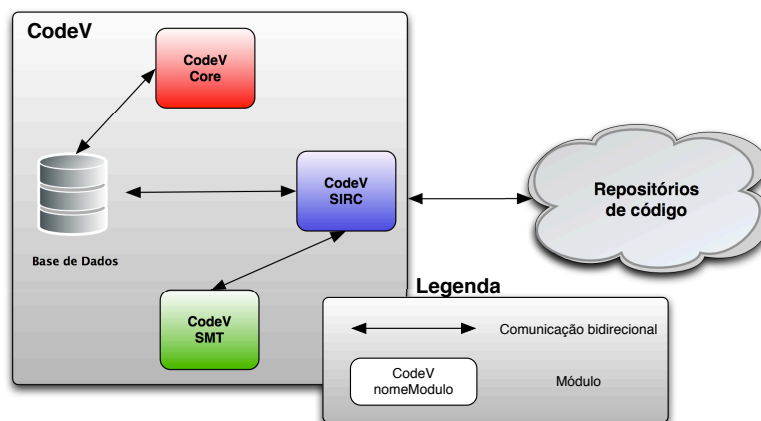 CodeV
CodeV
Core
CodeV
SIRC
Repositórios
de código
Base de Dados
CodeV
SMT
Legenda
Comunicação bidirecional
CodeV
nomeModulo
Módulo